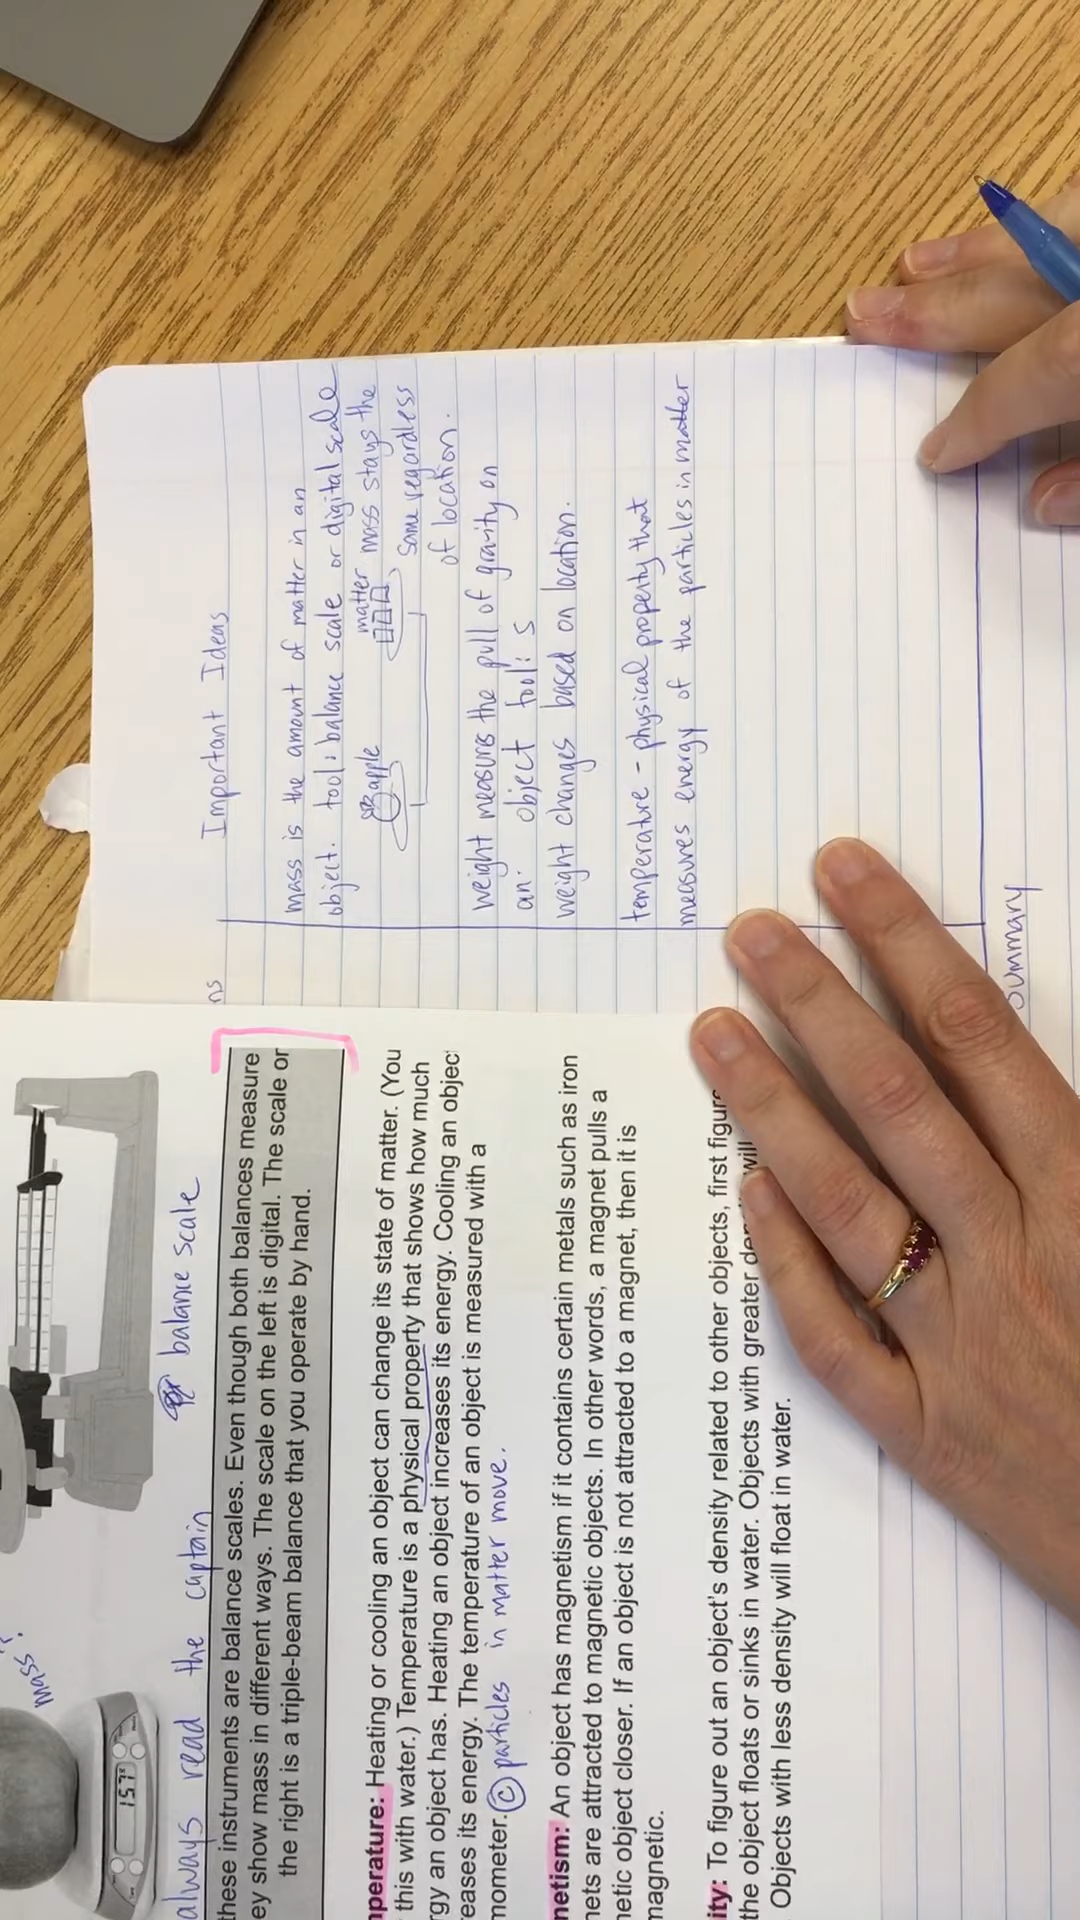 mass
157
always read the caption
balance scale
these instruments are balance scales. Even though both balances measure
ey show mass in different ways. The scale on the left is digital. The scale or
the right is a triple-beam balance that you operate by hand.
nperature: Heating or cooling an object can change its state of matter. (You
this with water.) Temperature is a physical property that shows how much
rgy an object has. Heating an object increases its energy. Cooling an objec
reases its energy. The temperature of an object is measured with a
mometer. c particles in matter move.
netism: An object has magnetism if it contains certain metals such as iron
nets are attracted to magnetic objects. In other words, a magnet pulls a
netic object closer. If an object is not attracted to a magnet, then it is
magnetic.
ity: To figure out an object's density related to other objects, first figure
the object floats or sinks in water. Objects with greater den will
Objects with less density will float in water.
ns
Important Ideas
mass is the amount of matter in an
object. tool: balance scale or digital scale
apple
matter
mass stays the
same regardless
of location.
weight measures the pull of gravity on
an object tool: s
weight changes based on location.
temperature - physical property that
measures energy of the particles in matter
Summary